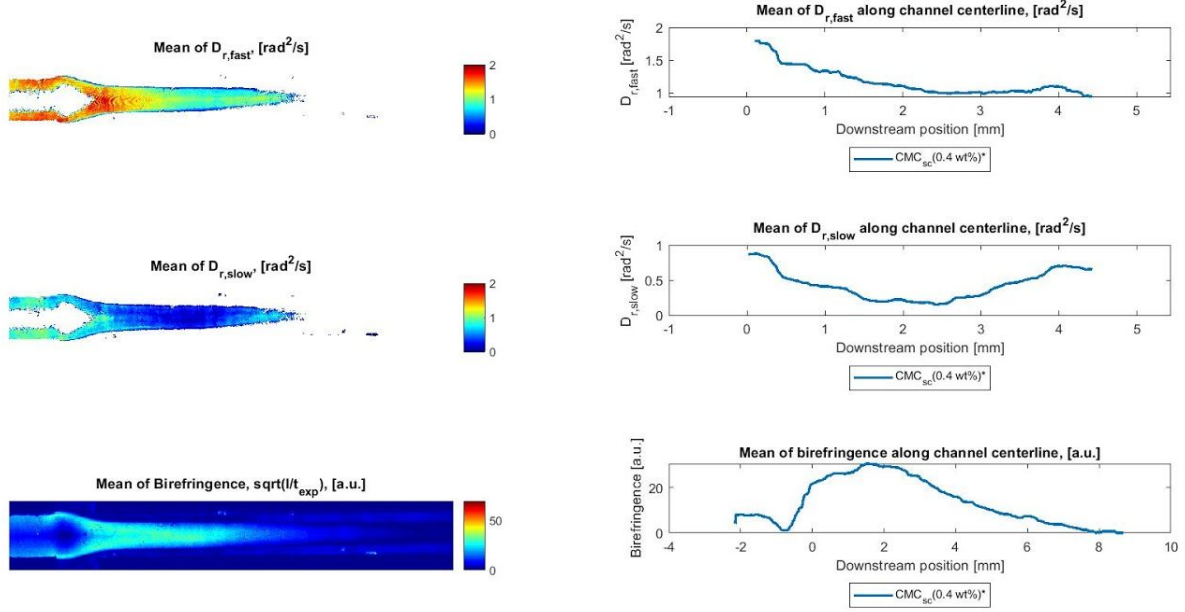 Mean of D_r,fast, [rad^2/s]
2
1
0
Mean of D_r,slow, [rad^2/s]
2
1
0
Mean of Birefringence, sqrt(I/t_exp), [a.u.]
50
0
Mean of D_r,fast along channel centerline, [rad^2/s]
D_r,fast [rad^2/s]
2
1.5
1
-1 0 1 2 3 4 5
Downstream position [mm]
CMC_sc(0.4 wt%)*
Mean of D_r,slow along channel centerline, [rad^2/s]
D_r,slow [rad^2/s]
1
0.5
0
-1 0 1 2 3 4 5
Downstream position [mm]
CMC_sc(0.4 wt%)*
Mean of birefringence along channel centerline, [a.u.]
Birefringence [a.u.]
20
0
-4 -2 0 2 4 6 8 10
Downstream position [mm]
CMC_sc(0.4 wt%)*